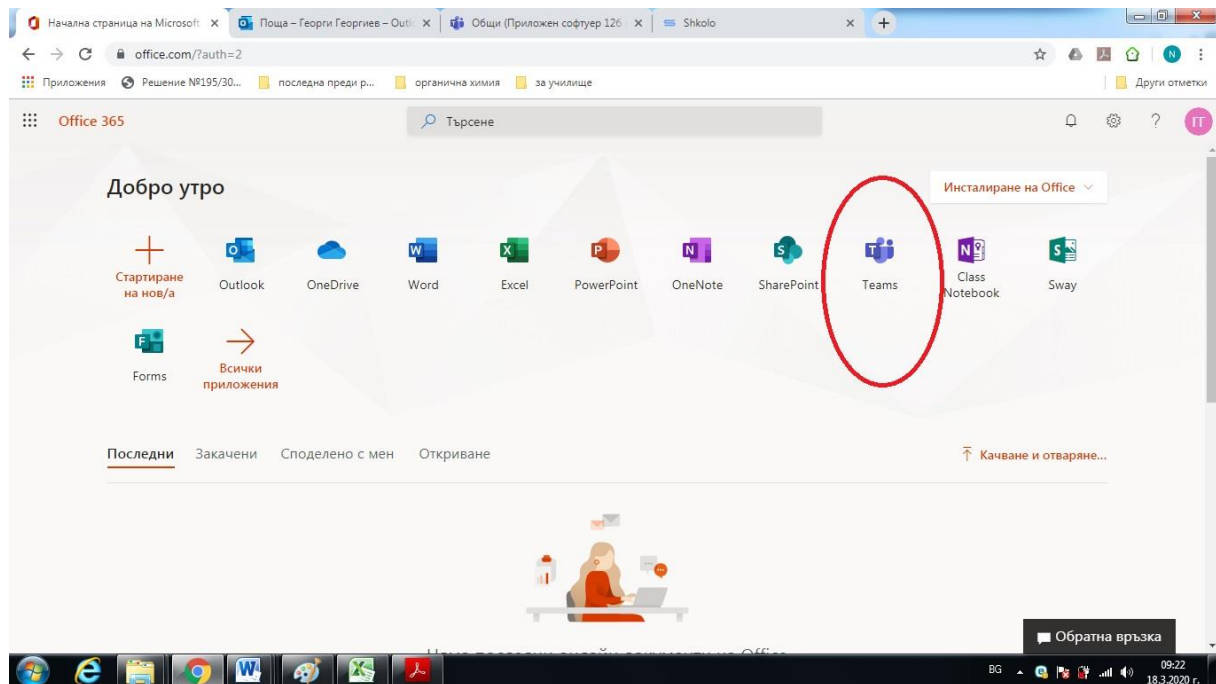 Начална страница на Microsoft
Поща – Георги Георгиев – Outl
Общи (Приложен софтуер 12б
Shkolo
office.com/?auth=2
Приложения
Решение №195/30...
последна преди р...
органична химия
за училище
Други отметки
Office 365
Търсене
ГГ
Добро утро
Инсталиране на Office
Стартиране
на нов/а
Outlook
OneDrive
Word
Excel
PowerPoint
OneNote
SharePoint
Teams
Class
Notebook
Sway
Forms
Всички
приложения
Последни Закачени Споделено с мен Откриване
Качване и отваряне...
Обратна връзка
BG
09:22
18.3.2020 г.